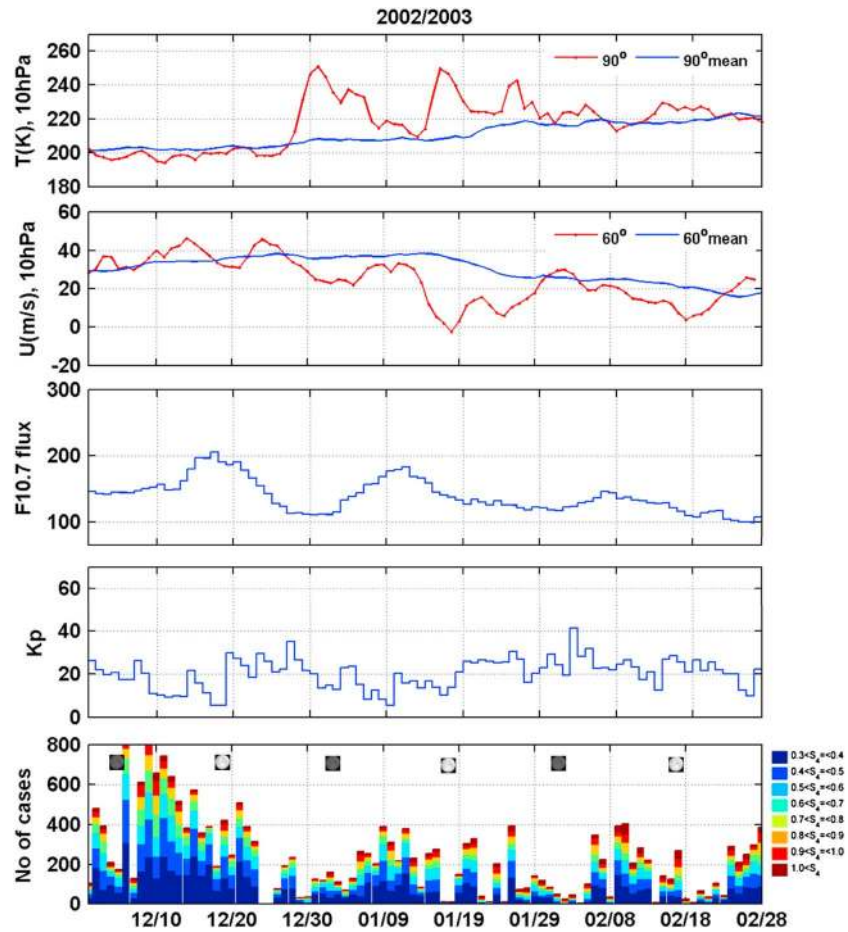 2002/2003
260
240
220
200
180
T(K), 10hPa
90° 90°mean
60
40
20
0
-20
U(m/s), 10hPa
60° 60°mean
300
200
100
F10.7 flux
60
40
20
0
Kp
800
600
400
200
0
No of cases
0.3<S4=<0.4
0.4<S4=<0.5
0.5<S4=<0.6
0.6<S4=<0.7
0.7<S4=<0.8
0.8<S4=<0.9
0.9<S4=<1.0
1.0<S4
12/10 12/20 12/30 01/09 01/19 01/29 02/08 02/18 02/28